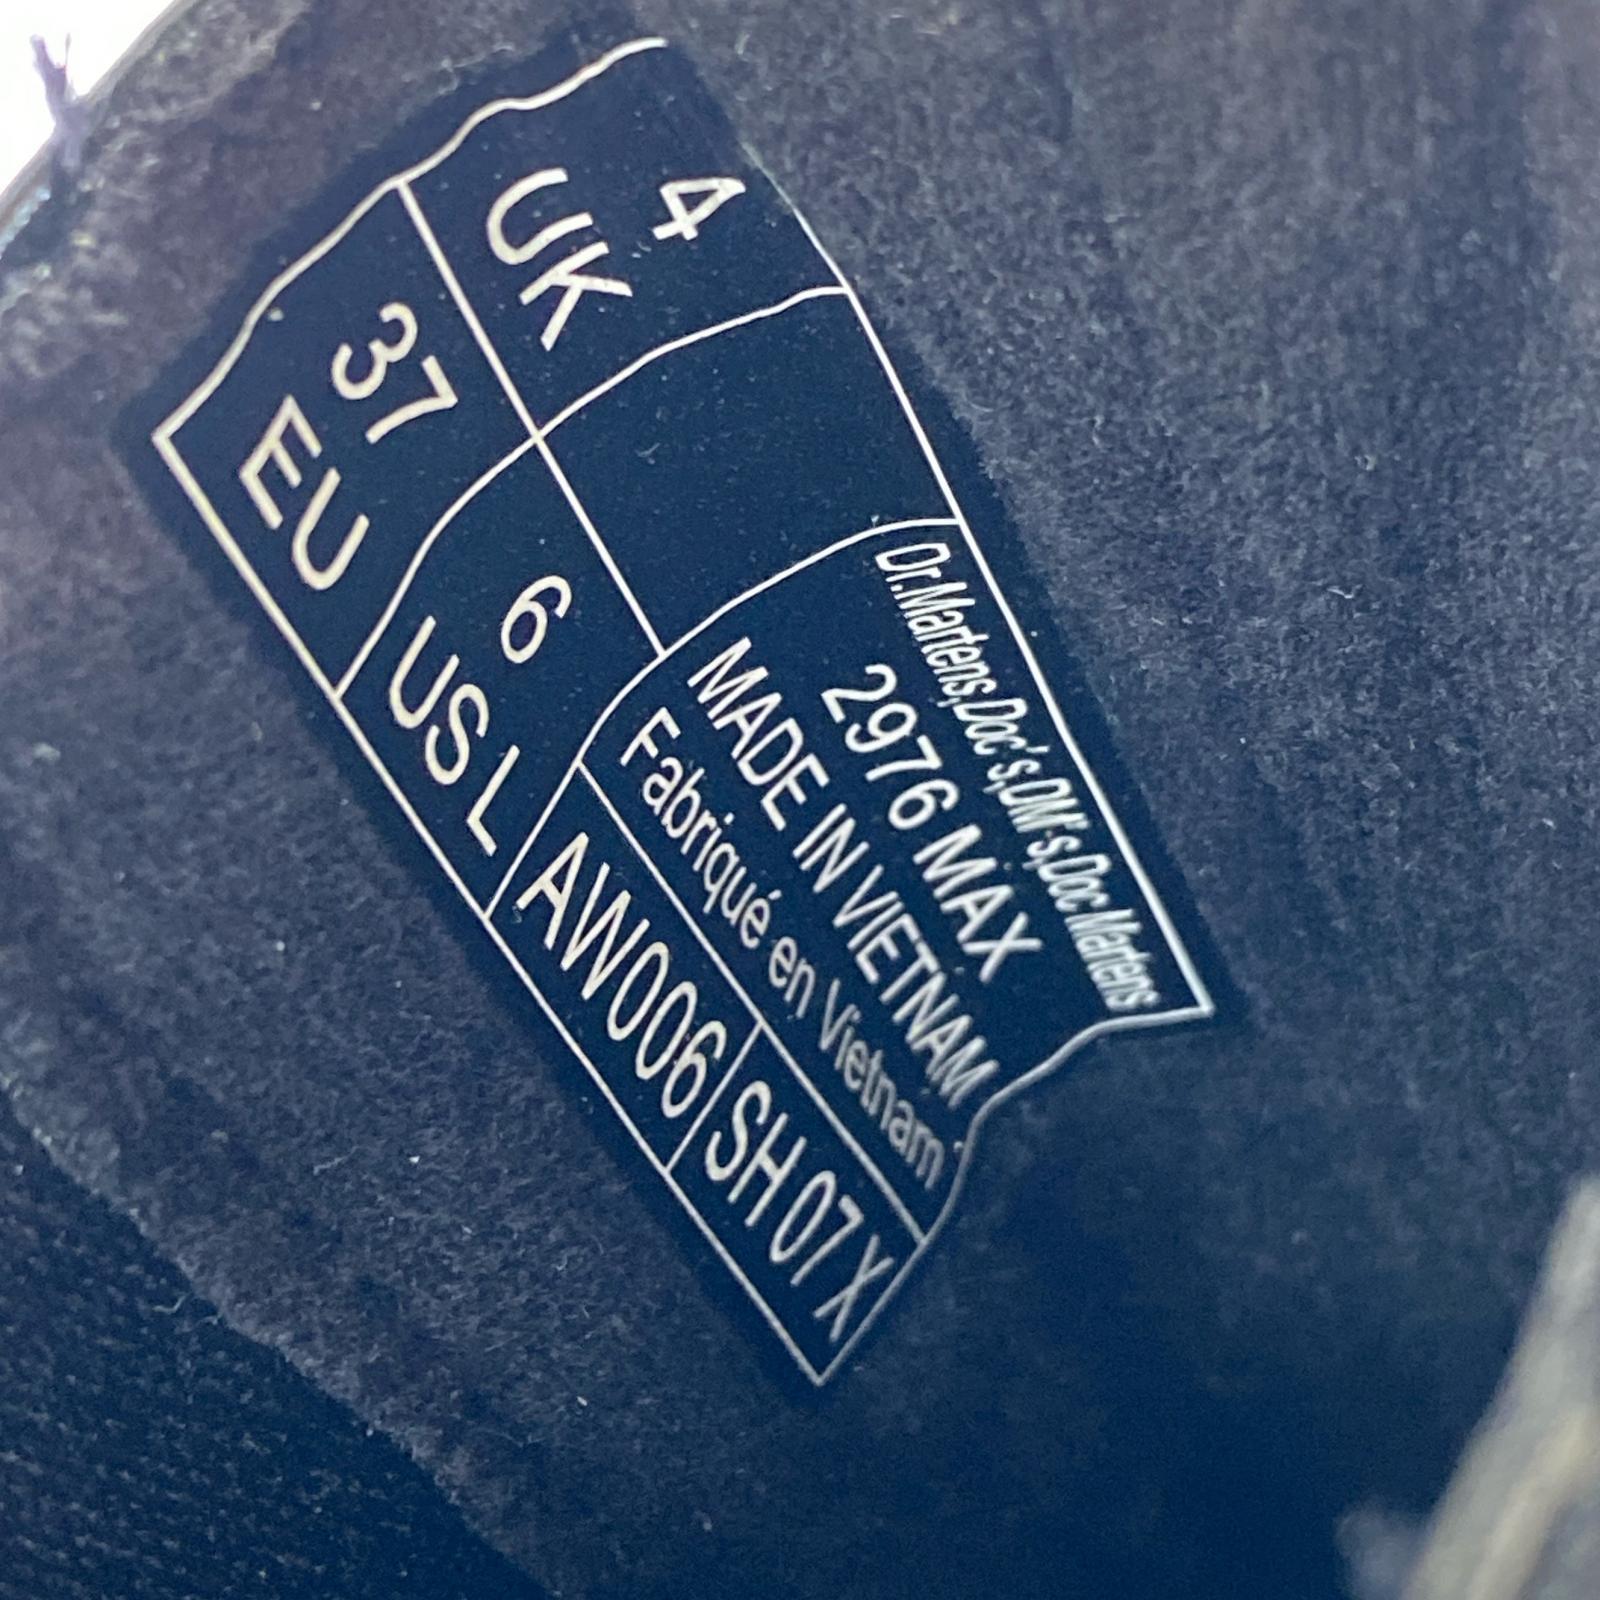 4
UK
37
EU
6
US L
Dr.Martens,Doc's,DM's,Doc Martens
2976 MAX
MADE IN VIETNAM
Fabriqué en Vietnam
AW006
SH07X